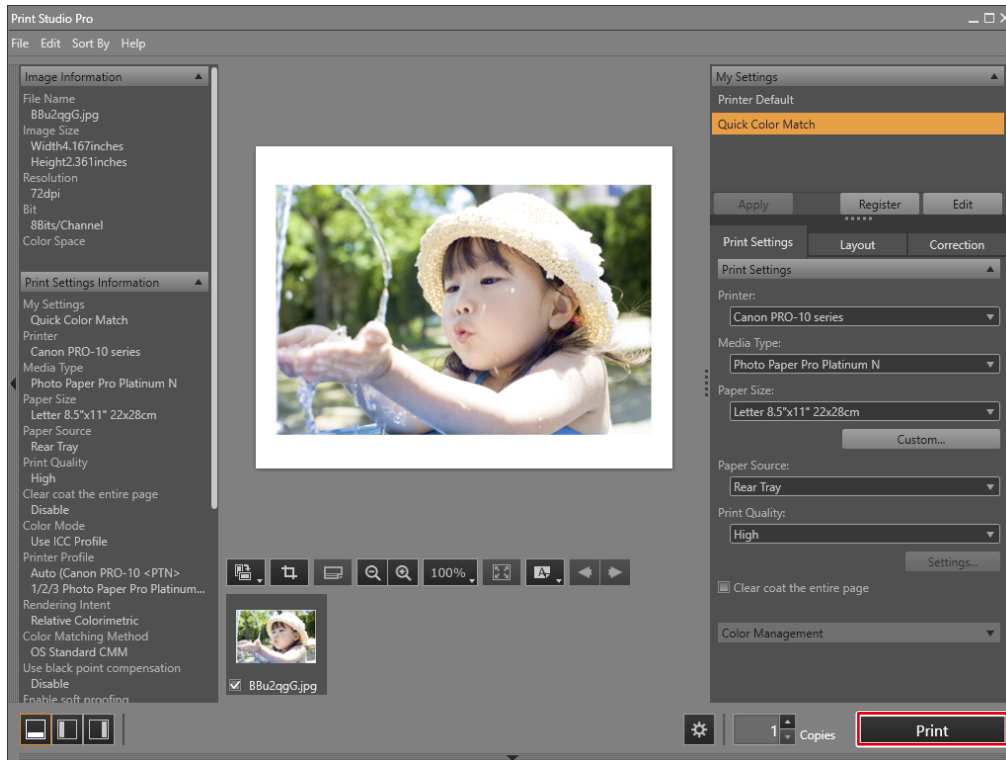 Print Studio Pro
File Edit Sort By Help
Image Information
File Name
BBu2qgG.jpg
Image Size
Width4.167inches
Height2.361inches
Resolution
72dpi
Bit
8Bits/Channel
Color Space
Print Settings Information
My Settings
Quick Color Match
Printer
Canon PRO-10 series
Media Type
Photo Paper Pro Platinum N
Paper Size
Letter 8.5"x11" 22x28cm
Paper Source
Rear Tray
Print Quality
High
Clear coat the entire page
Disable
Color Mode
Use ICC Profile
Printer Profile
Auto (Canon PRO-10 <PTN>
1/2/3 Photo Paper Pro Platinum...
Rendering Intent
Relative Colorimetric
Color Matching Method
OS Standard CMM
Use black point compensation
Disable
Enable soft proofing
100%
A
BBu2qgG.jpg
My Settings
Printer Default
Quick Color Match
Apply Register Edit
Print Settings Layout Correction
Print Settings
Printer:
Canon PRO-10 series
Media Type:
Photo Paper Pro Platinum N
Paper Size:
Letter 8.5"x11" 22x28cm
Custom...
Paper Source:
Rear Tray
Print Quality:
High
Settings...
Clear coat the entire page
Color Management
1 Copies
Print